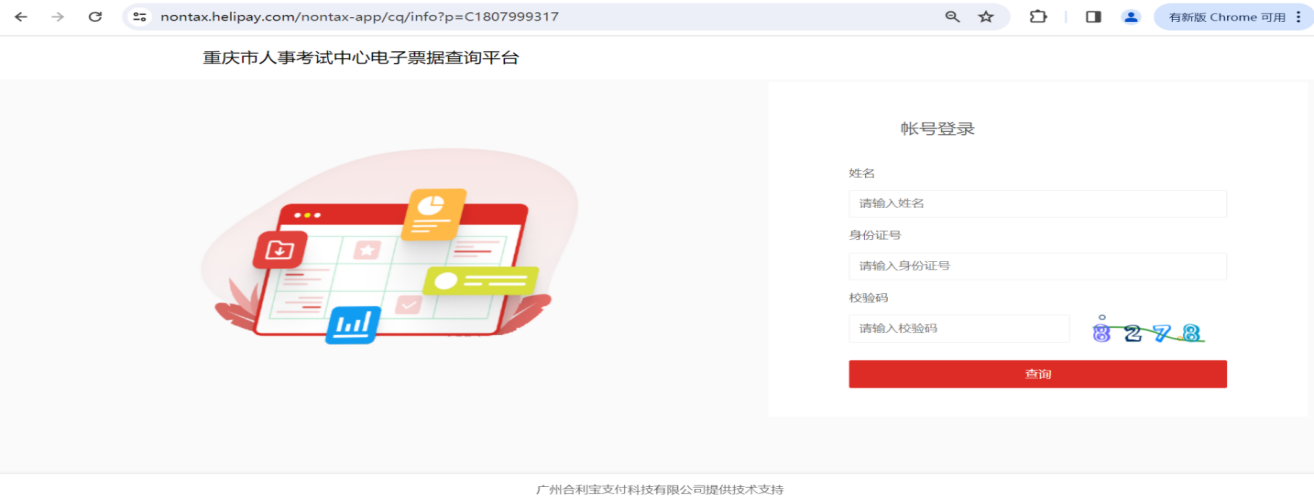 nontax.helipay.com/nontax-app/cq/info?p=C1807999317
有新版 Chrome 可用
重庆市人事考试中心电子票据查询平台
帐号登录
姓名
请输入姓名
身份证号
请输入身份证号
校验码
请输入校验码
8278
查询
广州合利宝支付科技有限公司提供技术支持